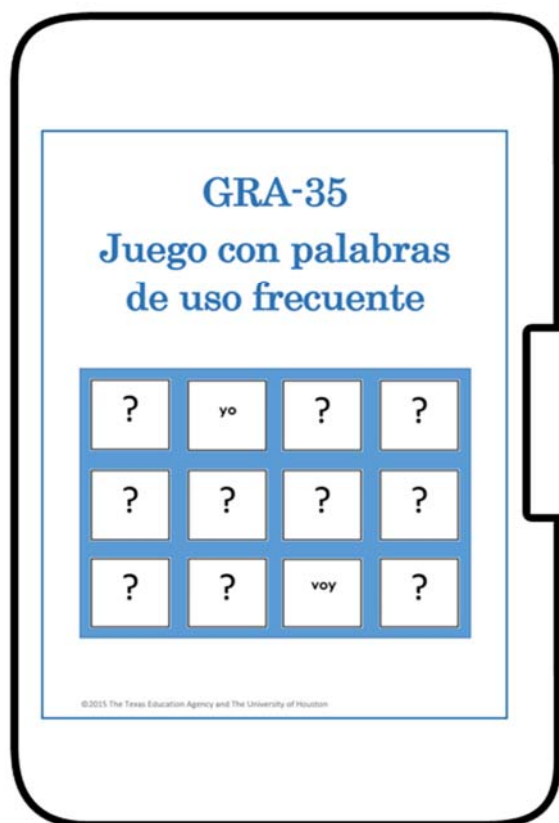 GRA-35
Juego con palabras
de uso frecuente
? yo ? ?
? ? ? ?
? ? voy ?
©2015 The Texas Education Agency and The University of Houston